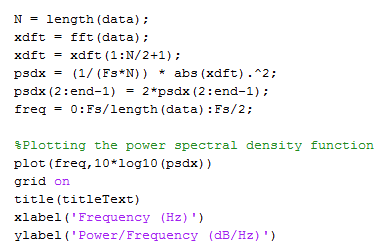 N = length(data);
xdft = fft(data);
xdft = xdft(1:N/2+1);
psdx = (1/(Fs*N)) * abs(xdft).^2;
psdx(2:end-1) = 2*psdx(2:end-1);
freq = 0:Fs/length(data):Fs/2;
%Plotting the power spectral density function
plot(freq,10*log10(psdx))
grid on
title(titleText)
xlabel('Frequency (Hz)')
ylabel('Power/Frequency (dB/Hz)')